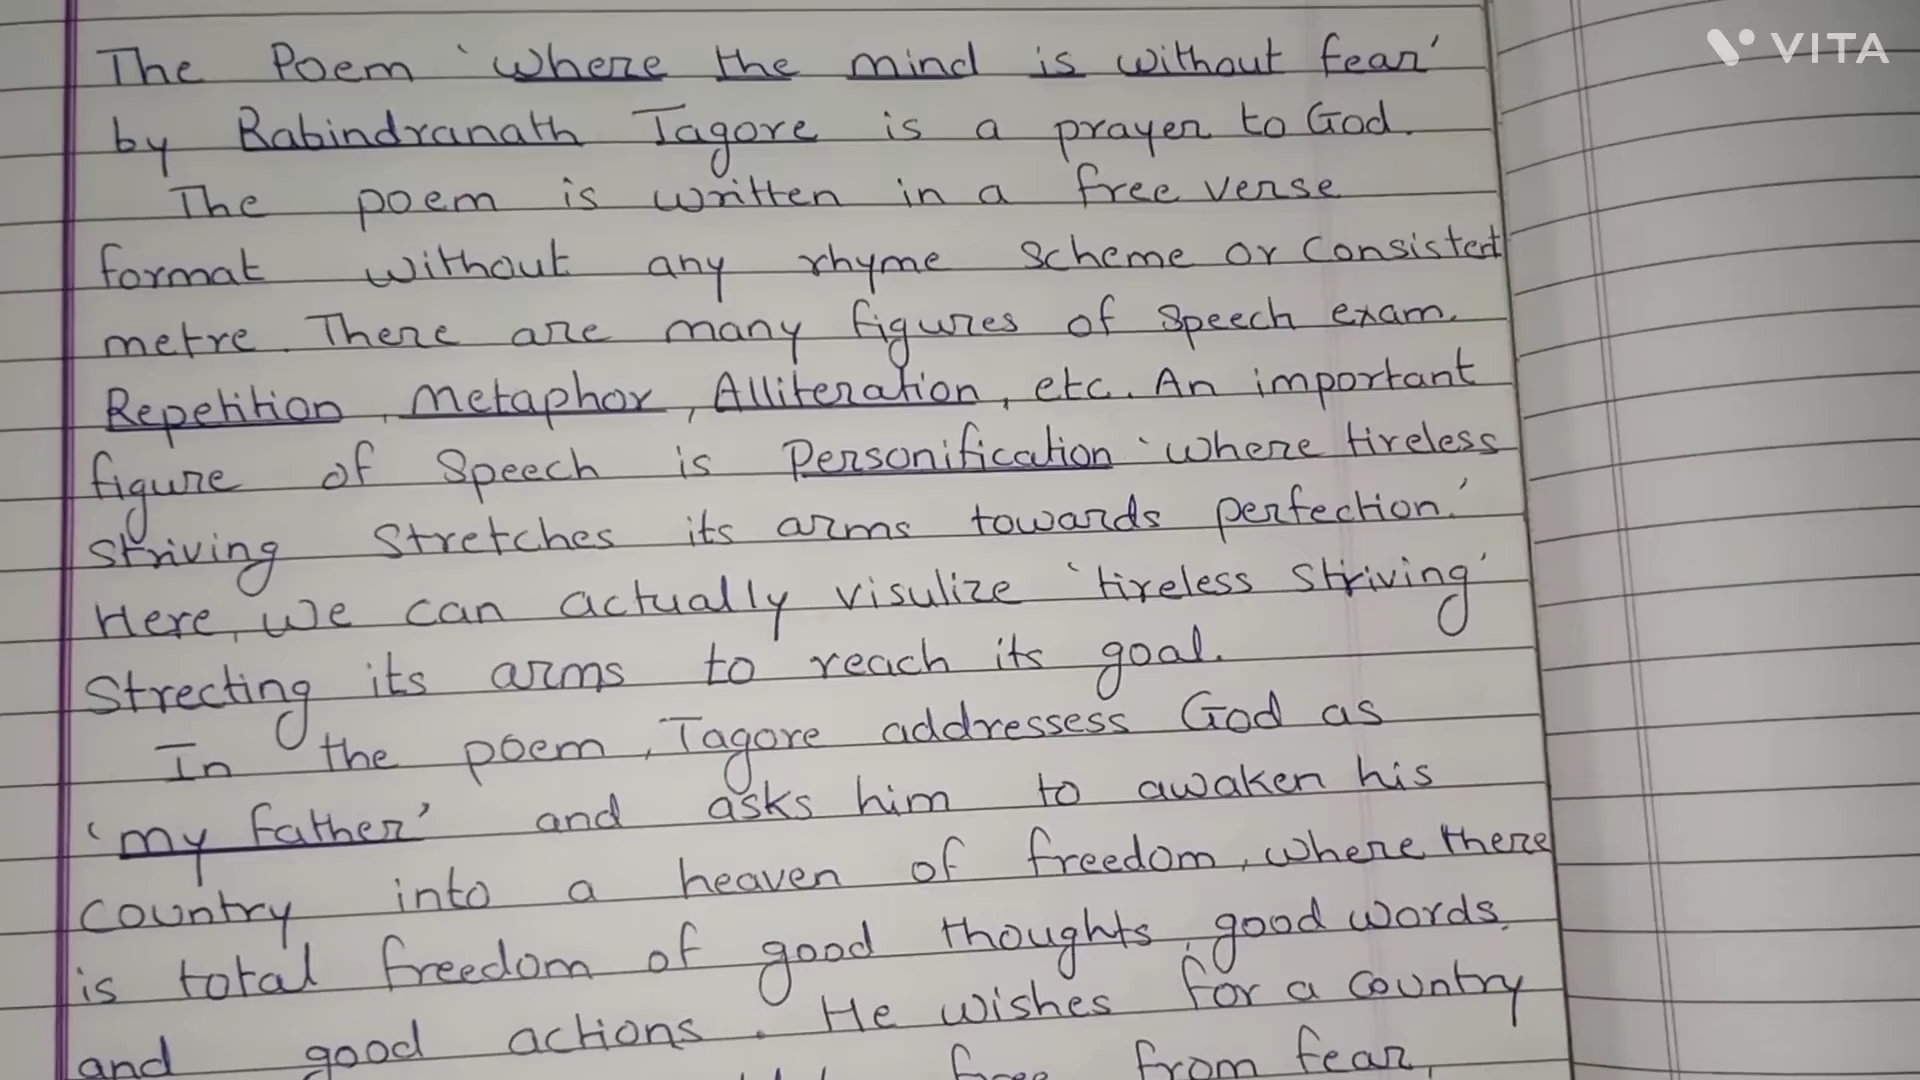 The Poem 'where the mind is without fear'
by Rabindranath Tagore is a prayer to God.
The poem is written in a free verse
format without any rhyme scheme or consistent
metre. There are many figures of speech exam.
Repetition, Metaphor, Alliteration, etc. An important
figure of speech is Personification 'where tireless
striving stretches its arms towards perfection.'
Here, we can actually visulize 'tireless striving'
Strecting its arms to reach its goal.
In the poem, Tagore addressess God as
'my father' and asks him to awaken his
country into a heaven of freedom, where there
is total freedom of good thoughts, good words,
and good actions. He wishes for a country
free from fear,
VITA